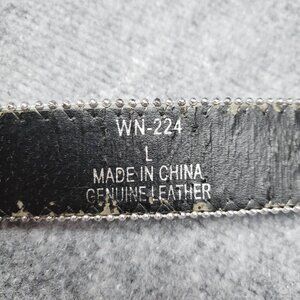 WN-224
L
MADE IN CHINA
GENUINE LEATHER